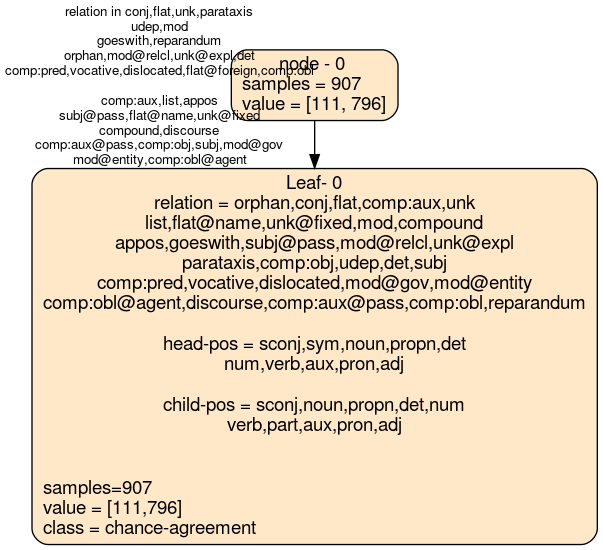 relation in conj,flat,unk,parataxis
udep,mod
goeswith,reparandum
orphan,mod@relcl,unk@expl,det
comp:pred,vocative,dislocated,flat@foreign,comp:obl
comp:aux,list,appos
subj@pass,flat@name,unk@fixed
compound,discourse
comp:aux@pass,comp:obj,subj,mod@gov
mod@entity,comp:obl@agent
node - 0
samples = 907
value = [111, 796]
Leaf- 0
relation = orphan,conj,flat,comp:aux,unk
list,flat@name,unk@fixed,mod,compound
appos,goeswith,subj@pass,mod@relcl,unk@expl
parataxis,comp:obj,udep,det,subj
comp:pred,vocative,dislocated,mod@gov,mod@entity
comp:obl@agent,discourse,comp:aux@pass,comp:obl,reparandum
head-pos = sconj,sym,noun,propn,det
num,verb,aux,pron,adj
child-pos = sconj,noun,propn,det,num
verb,part,aux,pron,adj
samples=907
value = [111,796]
class = chance-agreement